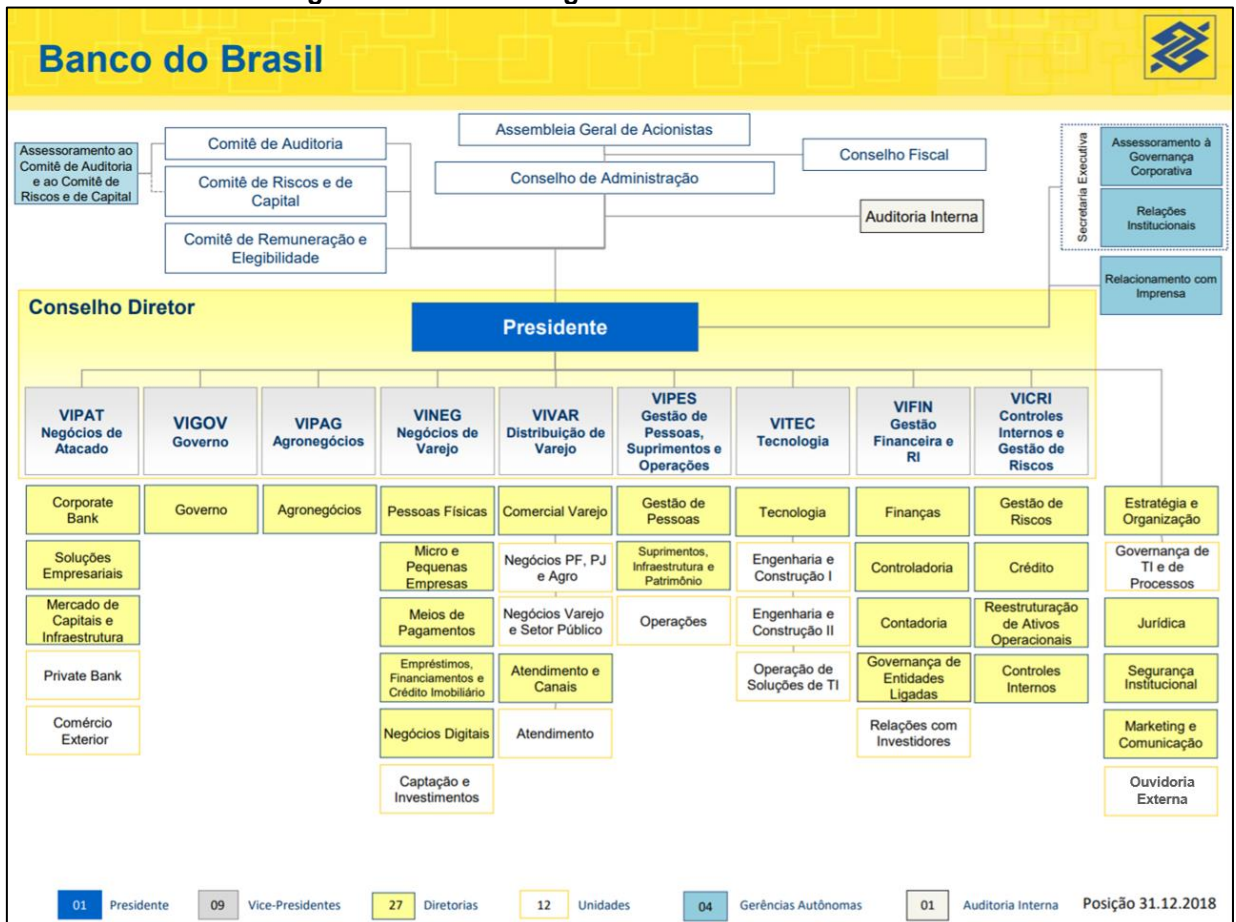 Banco do Brasil
Assembleia Geral de Acionistas
Conselho Fiscal
Conselho de Administração
Auditoria Interna
Assessoramento ao
Comitê de Auditoria
e ao Comitê de
Riscos e de Capital
Comitê de Auditoria
Comitê de Riscos e de
Capital
Comitê de Remuneração e
Elegibilidade
Secretaria Executiva
Assessoramento à
Governança
Corporativa
Relações
Institucionais
Relacionamento com
Imprensa
Conselho Diretor
Presidente
VIPAT
Negócios de
Atacado
VIGOV
Governo
VIPAG
Agronegócios
VINEG
Negócios de
Varejo
VIVAR
Distribuição de
Varejo
VIPES
Gestão de
Pessoas,
Suprimentos e
Operações
VITEC
Tecnologia
VIFIN
Gestão
Financeira e
RI
VICRI
Controles
Internos e
Gestão de
Riscos
Corporate
Bank
Soluções
Empresariais
Mercado de
Capitais e
Infraestrutura
Private Bank
Comércio
Exterior
Governo
Agronegócios
Pessoas Físicas
Micro e
Pequenas
Empresas
Meios de
Pagamentos
Empréstimos,
Financiamentos e
Crédito Imobiliário
Negócios Digitais
Captação e
Investimentos
Comercial Varejo
Negócios PF, PJ
e Agro
Negócios Varejo
e Setor Público
Atendimento e
Canais
Atendimento
Gestão de
Pessoas
Suprimentos,
Infraestrutura e
Patrimônio
Operações
Tecnologia
Engenharia e
Construção I
Engenharia e
Construção II
Operação de
Soluções de TI
Finanças
Controladoria
Contadoria
Governança de
Entidades
Ligadas
Relações com
Investidores
Gestão de
Riscos
Crédito
Reestruturação
de Ativos
Operacionais
Controles
Internos
Estratégia e
Organização
Governança de
TI e de
Processos
Jurídica
Segurança
Institucional
Marketing e
Comunicação
Ouvidoria
Externa
01 Presidente
09 Vice-Presidentes
27 Diretorias
12 Unidades
04 Gerências Autônomas
01 Auditoria Interna
Posição 31.12.2018